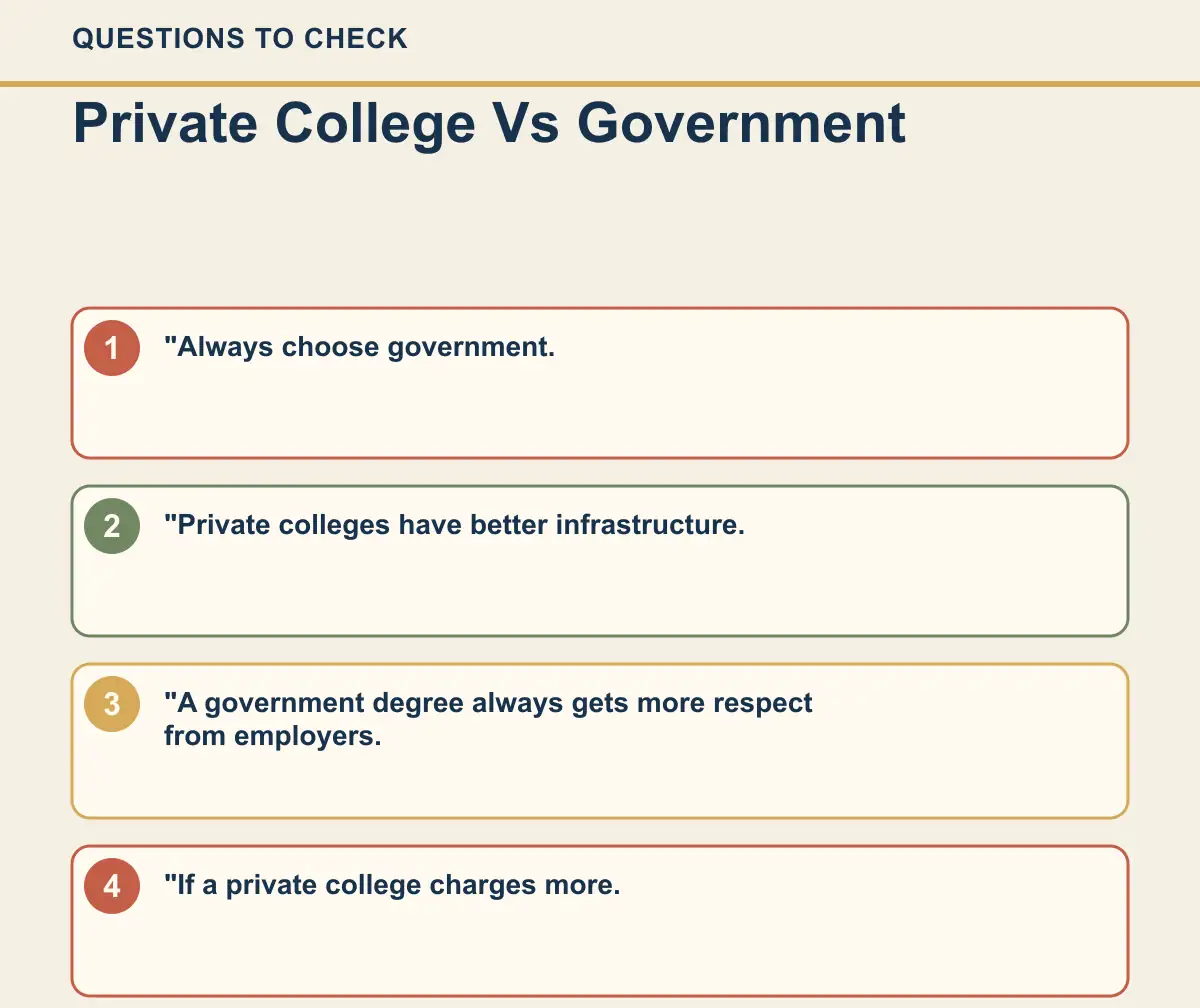 QUESTIONS TO CHECK
Private College Vs Government
1
"Always choose government.
2
"Private colleges have better infrastructure.
3
"A government degree always gets more respect
from employers.
4
"If a private college charges more.